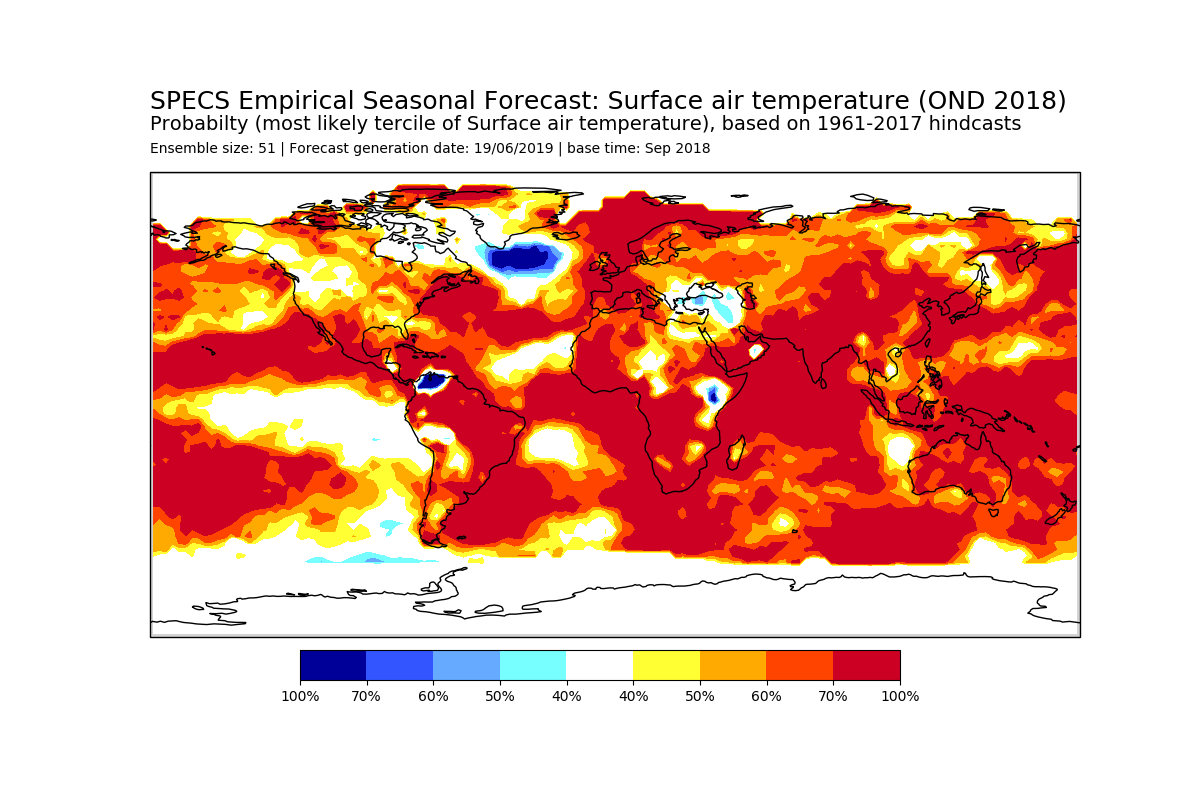 SPECS Empirical Seasonal Forecast: Surface air temperature (OND 2018)
Probabilty (most likely tercile of Surface air temperature), based on 1961-2017 hindcasts
Ensemble size: 51 | Forecast generation date: 19/06/2019 | base time: Sep 2018
100% 70% 60% 50% 40% 40% 50% 60% 70% 100%